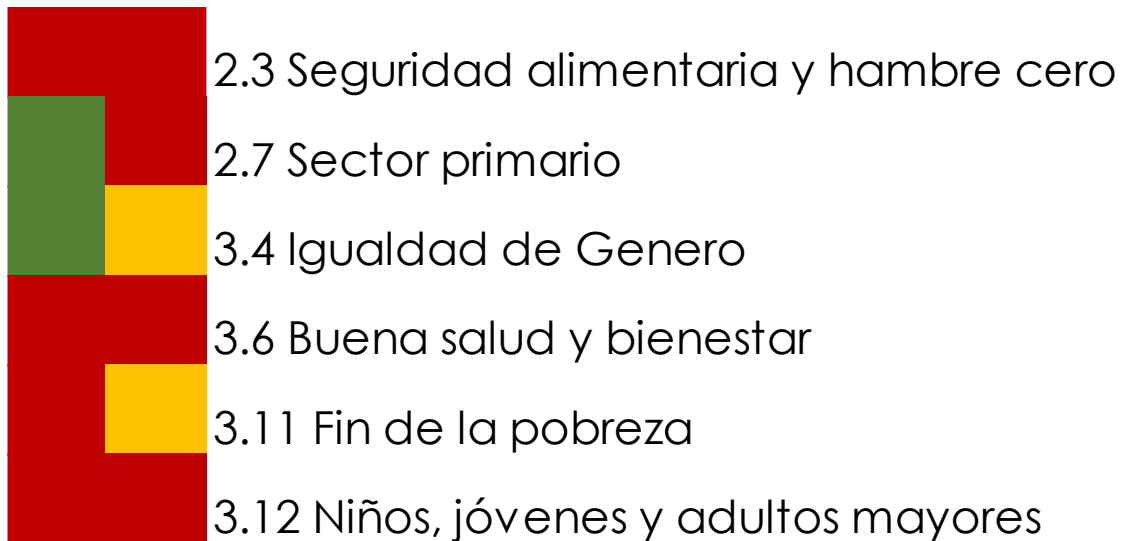 2.3 Seguridad alimentaria y hambre cero
2.7 Sector primario
3.4 Igualdad de Genero
3.6 Buena salud y bienestar
3.11 Fin de la pobreza
3.12 Niños, jóvenes y adultos mayores